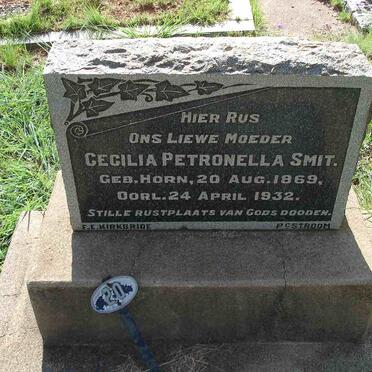 Hier Rus
Ons Liewe Moeder
Cecilia Petronella Smit.
Geb. Horn, 20 Aug. 1869,
Oorl. 24 April 1932.
Stille rustplaats van Gods dooden.
F.E. Kirkbride P.C. Stroom
20